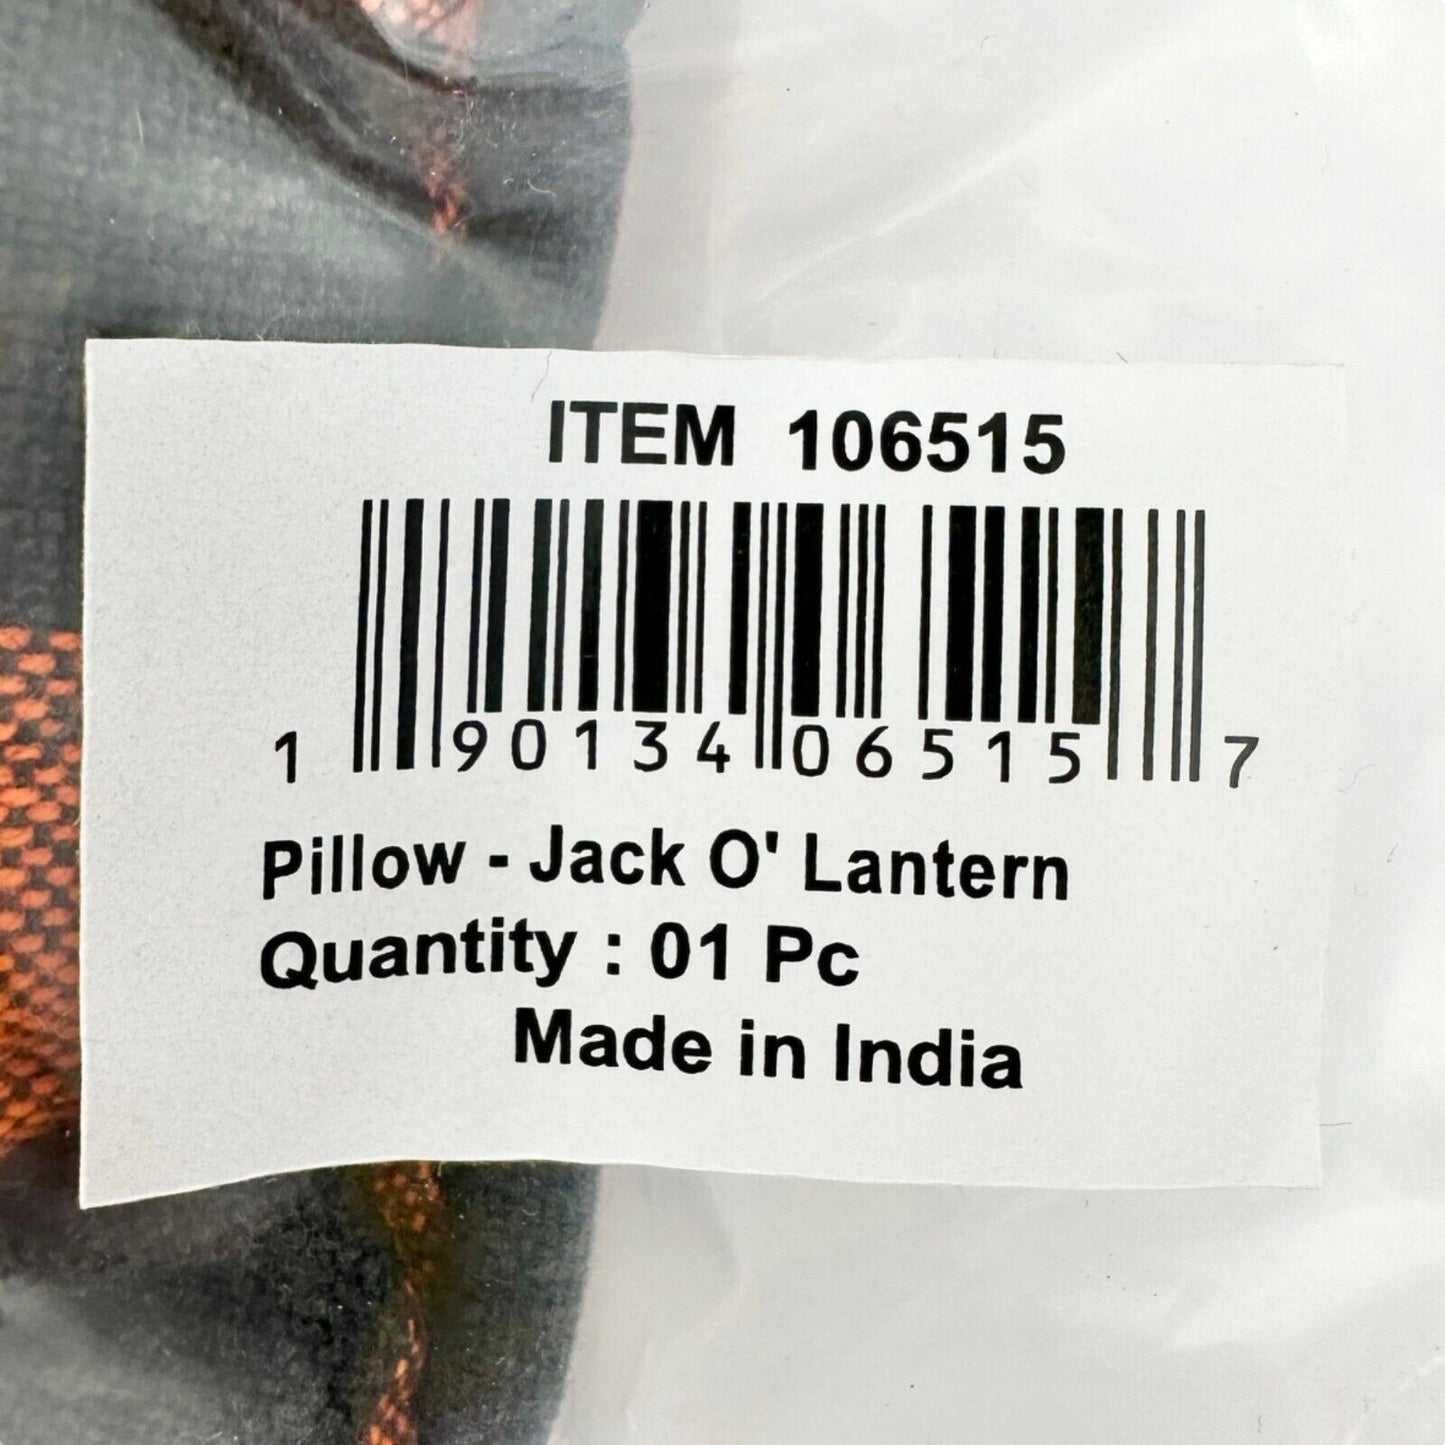 ITEM 106515
1 90134 06515 7
Pillow - Jack O' Lantern
Quantity : 01 Pc
Made in India